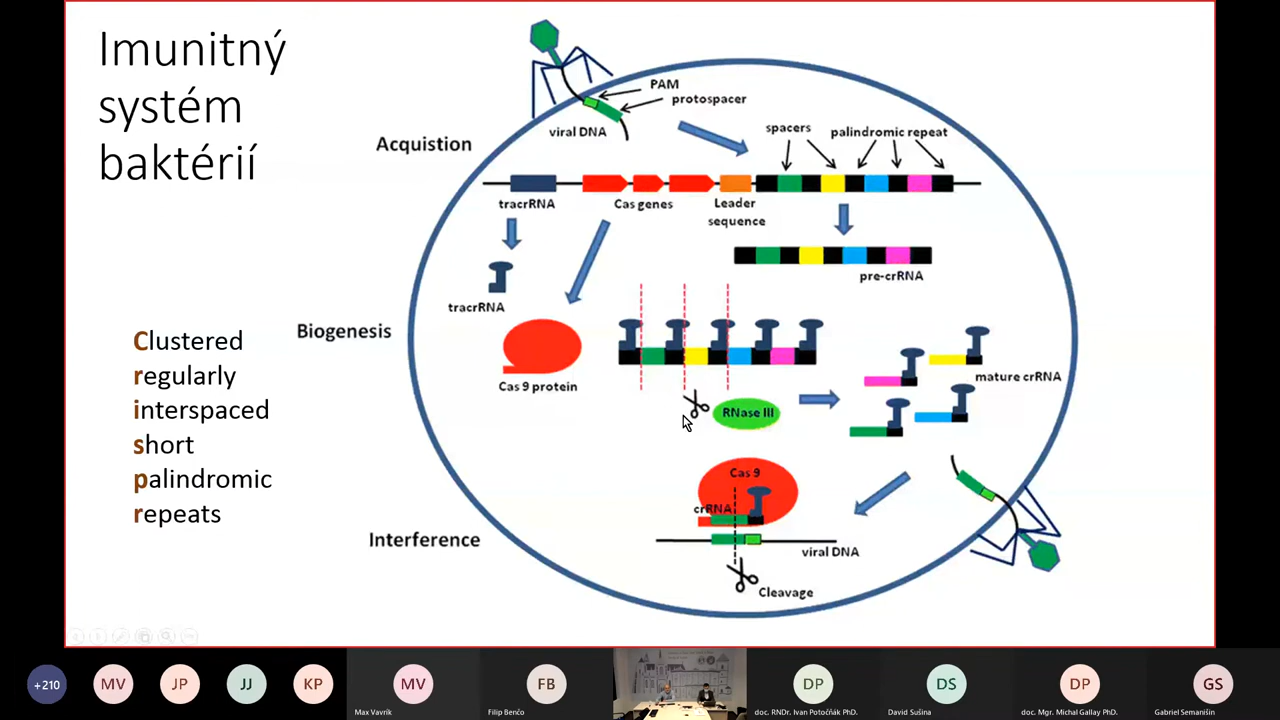 Imunitný
systém
baktérií
PAM
protospacer
viral DNA
Acquistion
spacers
palindromic repeat
tracrRNA
Cas genes
Leader
sequence
pre-crRNA
tracrRNA
Biogenesis
Cas 9 protein
mature crRNA
RNase III
Clustered
regularly
interspaced
short
palindromic
repeats
Cas 9
crRNA
Interference
viral DNA
Cleavage
+210
MV
JP
JJ
KP
MV
Max Vavrík
FB
Filip Benčo
DP
doc. RNDr. Ivan Potočňák PhD.
DS
David Sušina
DP
doc. Mgr. Michal Gallay PhD.
GS
Gabriel Semanišin